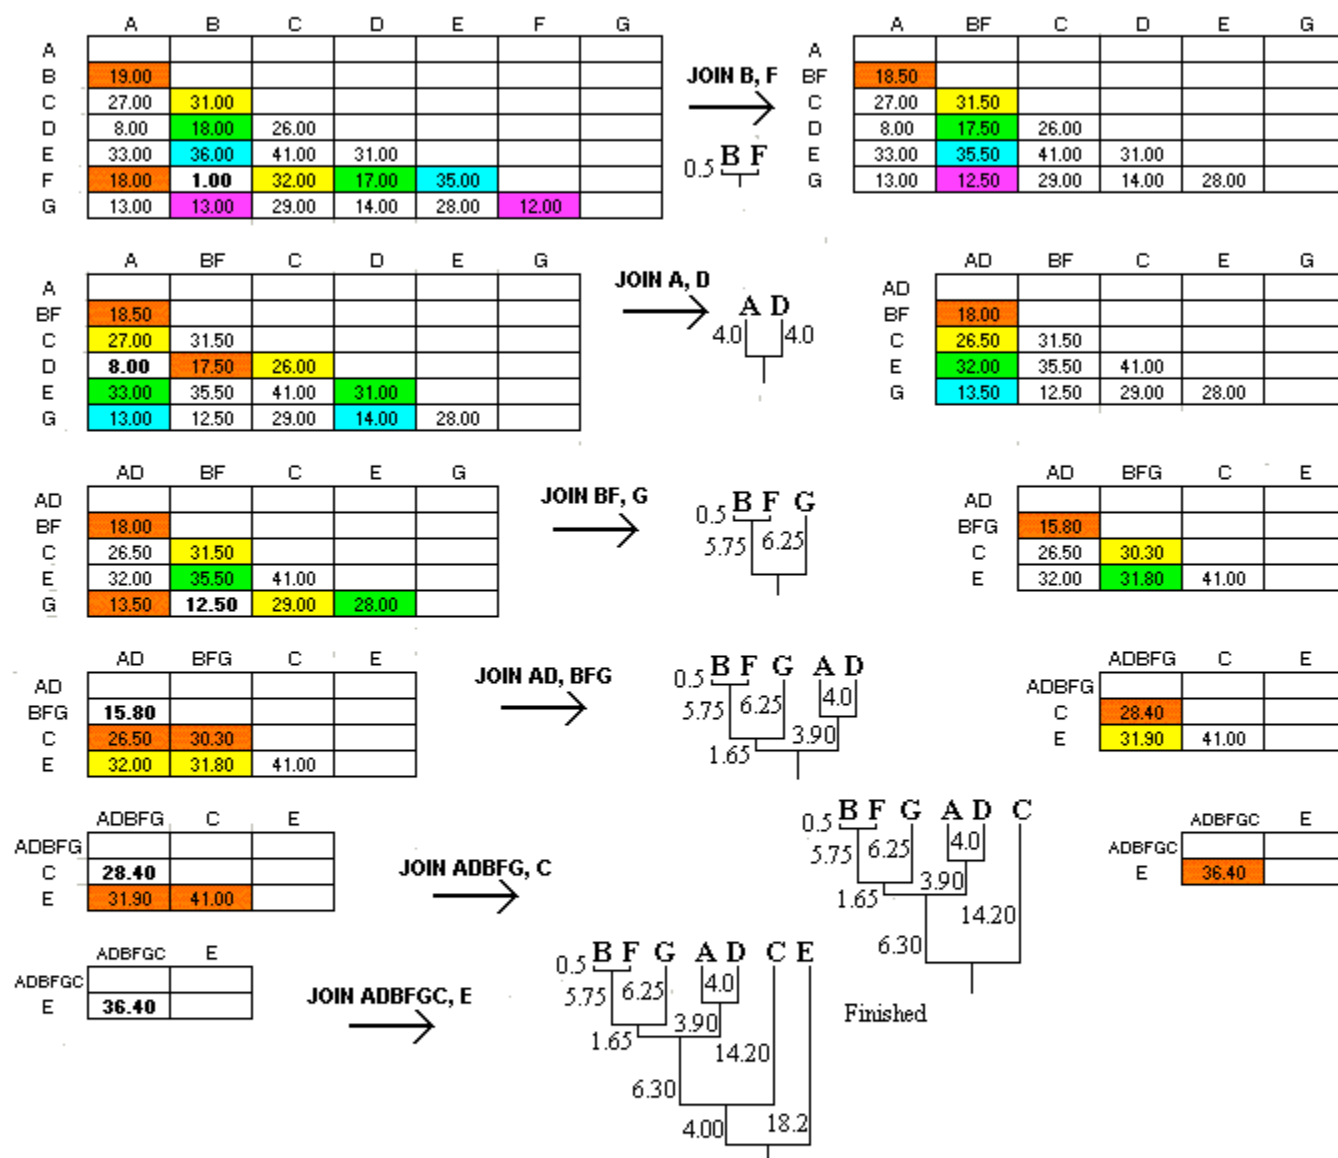 A B C D E F G
A
B 19.00
C 27.00 31.00
D 8.00 18.00 26.00
E 33.00 36.00 41.00 31.00
F 18.00 1.00 32.00 17.00 35.00
G 13.00 13.00 29.00 14.00 28.00 12.00
JOIN B, F
0.5 B F
A BF C D E G
A
BF 18.50
C 27.00 31.50
D 8.00 17.50 26.00
E 33.00 35.50 41.00 31.00
G 13.00 12.50 29.00 14.00 28.00
A BF C D E G
A
BF 18.50
C 27.00 31.50
D 8.00 17.50 26.00
E 33.00 35.50 41.00 31.00
G 13.00 12.50 29.00 14.00 28.00
JOIN A, D
A D
4.0 4.0
AD BF C E G
AD
BF 18.00
C 26.50 31.50
E 32.00 35.50 41.00
G 13.50 12.50 29.00 28.00
AD BF C E G
AD
BF 18.00
C 26.50 31.50
E 32.00 35.50 41.00
G 13.50 12.50 29.00 28.00
JOIN BF, G
0.5 B F G
5.75 6.25
AD BFG C E
AD
BFG 15.80
C 26.50 30.30
E 32.00 31.80 41.00
AD BFG C E
AD
BFG 15.80
C 26.50 30.30
E 32.00 31.80 41.00
JOIN AD, BFG
0.5 B F G A D
5.75 6.25 4.0
1.65 3.90
ADBFG C E
ADBFG
C 28.40
E 31.90 41.00
ADBFG C E
ADBFG
C 28.40
E 31.90 41.00
JOIN ADBFG, C
0.5 B F G A D C
5.75 6.25 4.0
1.65 3.90
6.30 14.20
ADBFGC E
ADBFGC
E 36.40
ADBFGC E
ADBFGC
E 36.40
JOIN ADBFGC, E
0.5 B F G A D C E
5.75 6.25 4.0
1.65 3.90
14.20
6.30
4.00 18.2
Finished